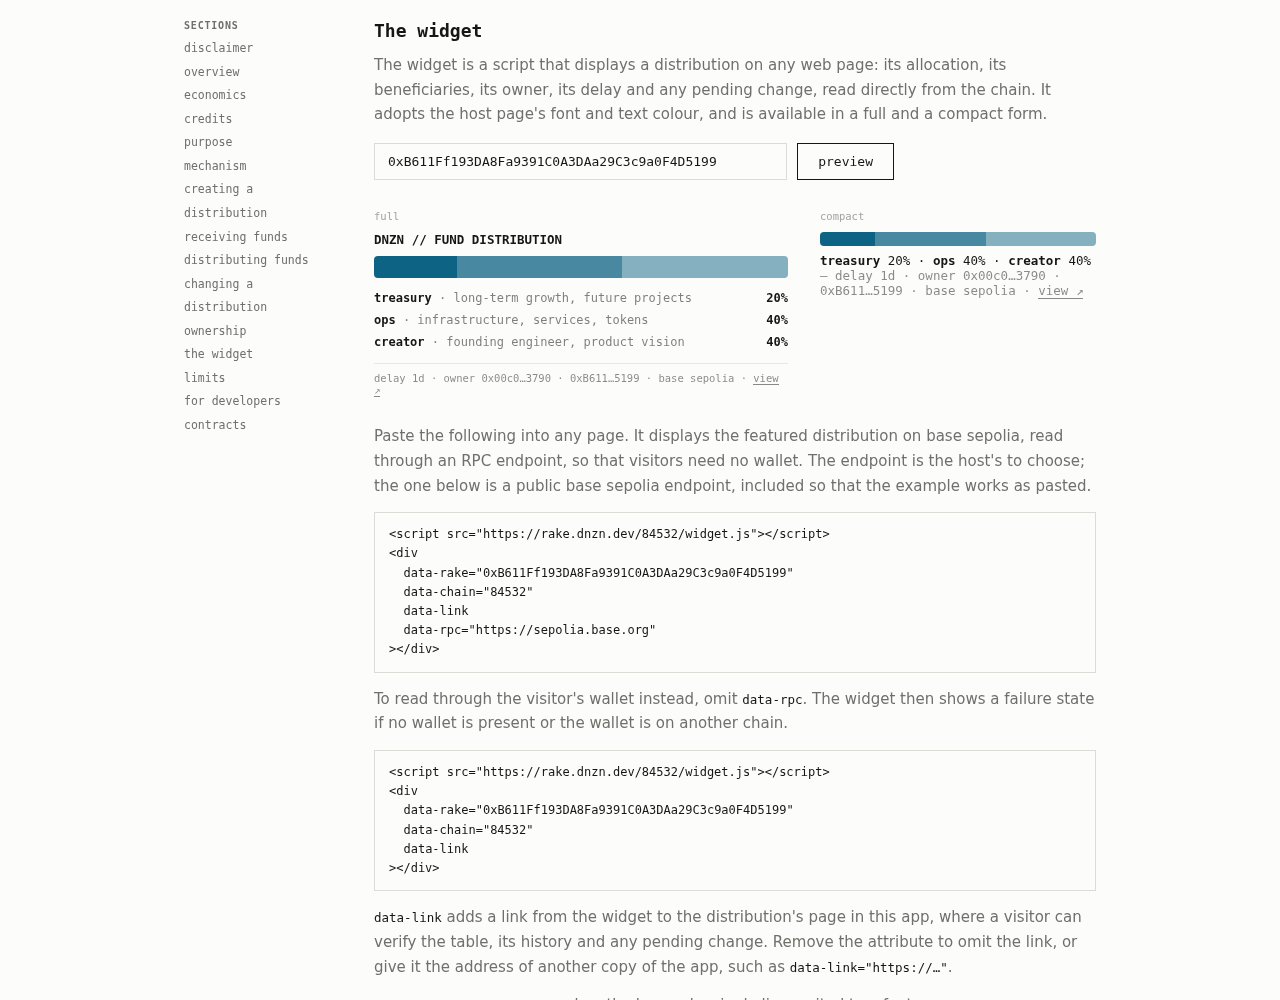 SECTIONS
disclaimer
overview
economics
credits
purpose
mechanism
creating a
distribution
receiving funds
distributing funds
changing a
distribution
ownership
the widget
limits
for developers
contracts
The widget
The widget is a script that displays a distribution on any web page: its allocation, its
beneficiaries, its owner, its delay and any pending change, read directly from the chain. It
adopts the host page's font and text colour, and is available in a full and a compact form.
0xB611Ff193DA8Fa9391C0A3DAa29C3c9a0F4D5199
preview
full
DNZN // FUND DISTRIBUTION
treasury · long-term growth, future projects 20%
ops · infrastructure, services, tokens 40%
creator · founding engineer, product vision 40%
delay 1d · owner 0x00c0…3790 · 0xB611…5199 · base sepolia · view
↗
compact
treasury 20% · ops 40% · creator 40%
— delay 1d · owner 0x00c0…3790 ·
0xB611…5199 · base sepolia · view ↗
Paste the following into any page. It displays the featured distribution on base sepolia, read
through an RPC endpoint, so that visitors need no wallet. The endpoint is the host's to choose;
the one below is a public base sepolia endpoint, included so that the example works as pasted.
<script src="https://rake.dnzn.dev/84532/widget.js"></script>
<div
data-rake="0xB611Ff193DA8Fa9391C0A3DAa29C3c9a0F4D5199"
data-chain="84532"
data-link
data-rpc="https://sepolia.base.org"
></div>
To read through the visitor's wallet instead, omit data-rpc. The widget then shows a failure state
if no wallet is present or the wallet is on another chain.
<script src="https://rake.dnzn.dev/84532/widget.js"></script>
<div
data-rake="0xB611Ff193DA8Fa9391C0A3DAa29C3c9a0F4D5199"
data-chain="84532"
data-link
></div>
data-link adds a link from the widget to the distribution's page in this app, where a visitor can
verify the table, its history and any pending change. Remove the attribute to omit the link, or
give it the address of another copy of the app, such as data-link="https://…".